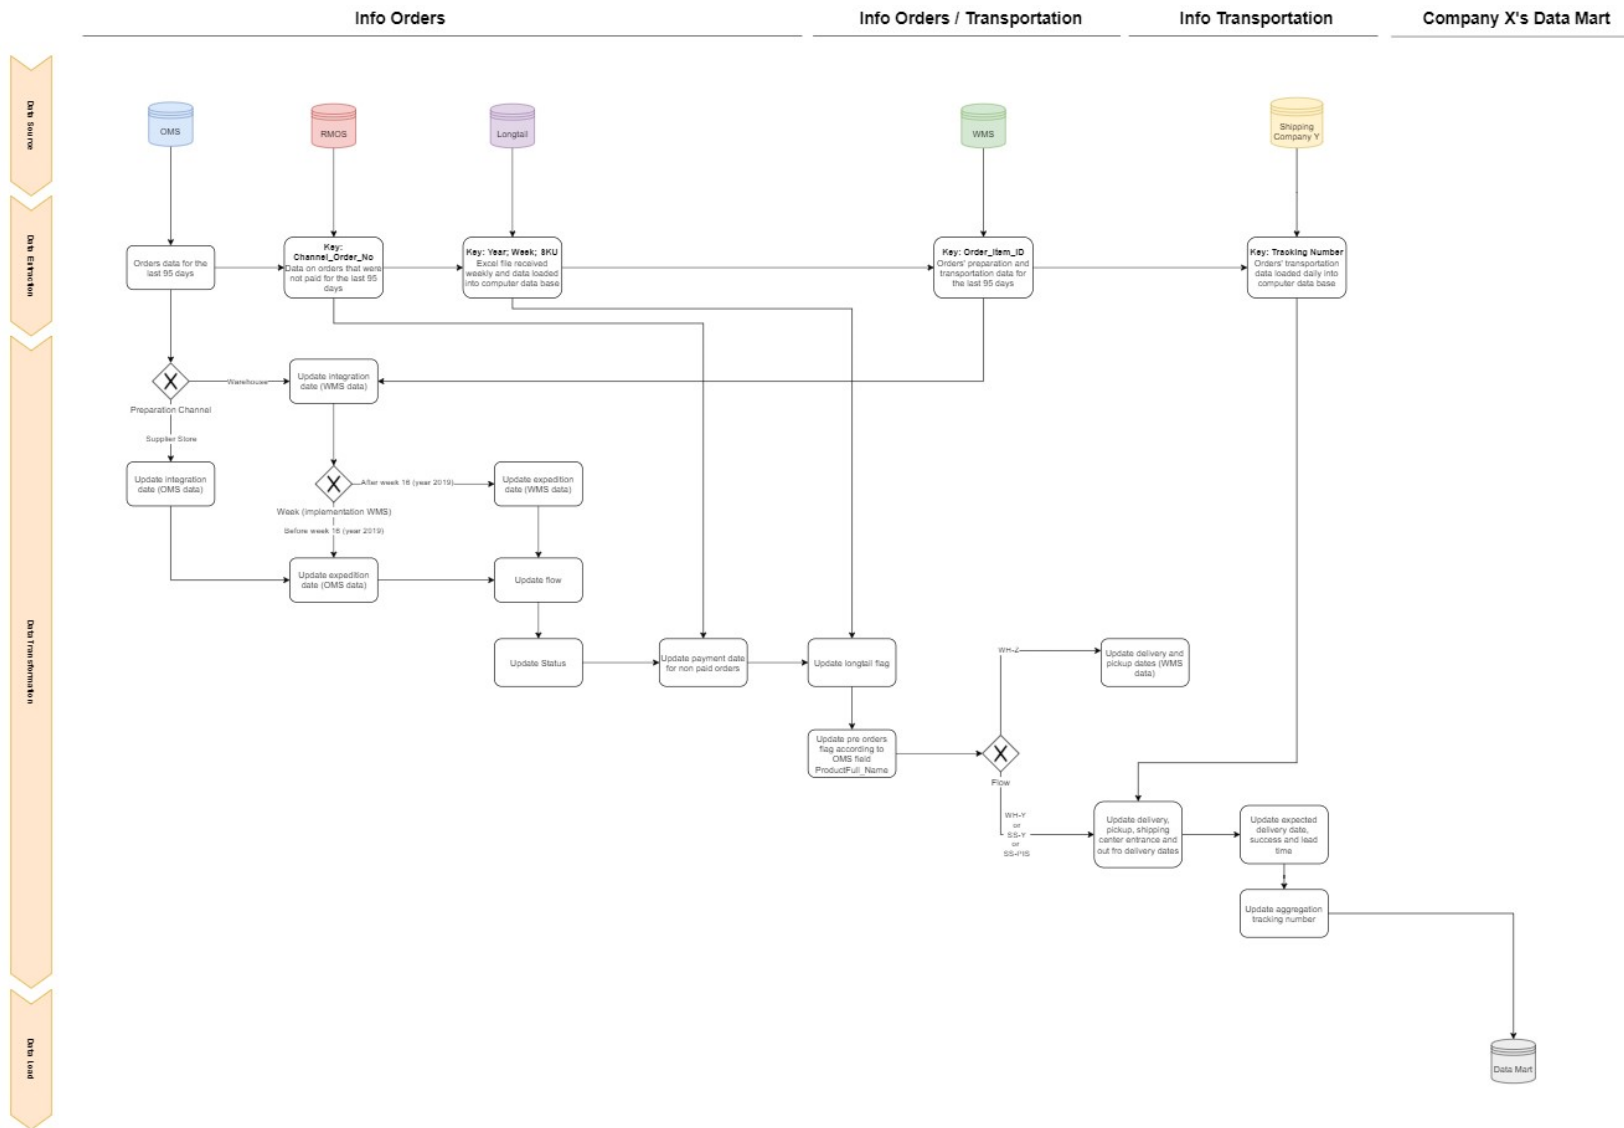 Info Orders
Info Orders / Transportation
Info Transportation
Company X's Data Mart
Data Source
OMS
RMOS
Longtail
WMS
Shipping
Company Y
Data Extraction
Orders data for the
last 95 days
Key:
Channel_Order_No
Data on orders that were
not paid for the last 95
days
Key: Year; Week; SKU
Excel file received
weekly and data loaded
into computer data base
Key: Order_Item_ID
Orders' preparation and
transportation data for
the last 95 days
Key: Tracking Number
Orders' transportation
data loaded daily into
computer data base
Data Transformation
Preparation Channel
Warehouse
Update integration
date (WMS data)
Supplier Store
Update integration
date (OMS data)
After week 16 (year 2019)
Update expedition
date (WMS data)
Week (implementation WMS)
Before week 16 (year 2019)
Update expedition
date (OMS data)
Update flow
Update Status
Update payment date
for non paid orders
Update longtail flag
WH-Z
Update delivery and
pickup dates (WMS
data)
Update pre orders
flag according to
OMS field
ProductFull_Name
Flow
WH-Y
or
SS-Y
or
SS-PIS
Update delivery,
pickup, shipping
center entrance and
out fro delivery dates
Update expected
delivery date,
success and lead
time
Update aggregation
tracking number
Data Load
Data Mart